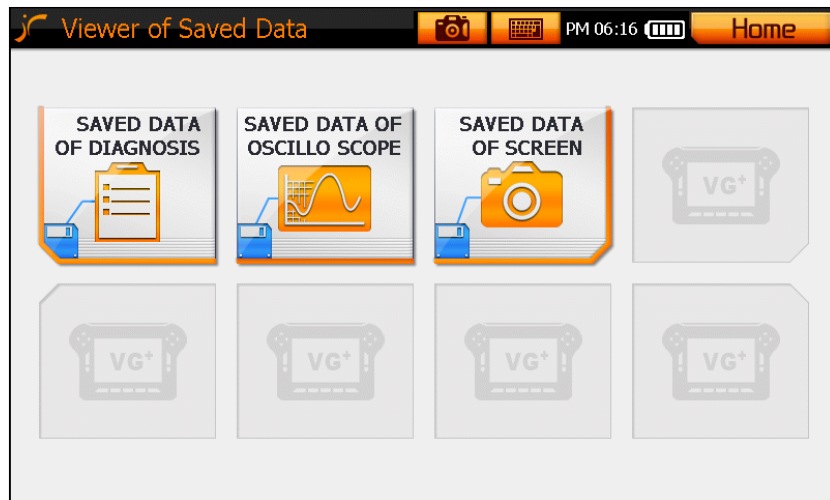 Viewer of Saved Data
PM 06:16
Home
SAVED DATA
OF DIAGNOSIS
SAVED DATA OF
OSCILLO SCOPE
SAVED DATA
OF SCREEN
VG+
VG+
VG+
VG+
VG+